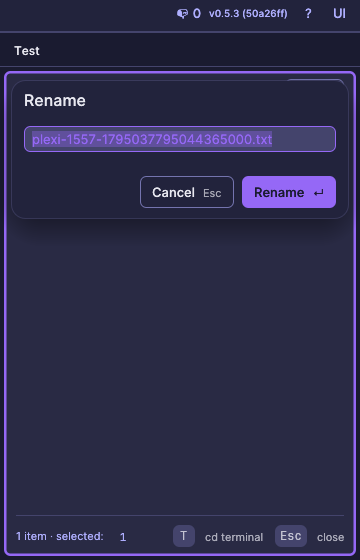 0 v0.5.3 (50a26ff) ? UI
Test
Rename
plexi-1557-1795037795044365000.txt
Cancel Esc Rename ↵
1 item · selected: 1 T cd terminal Esc close